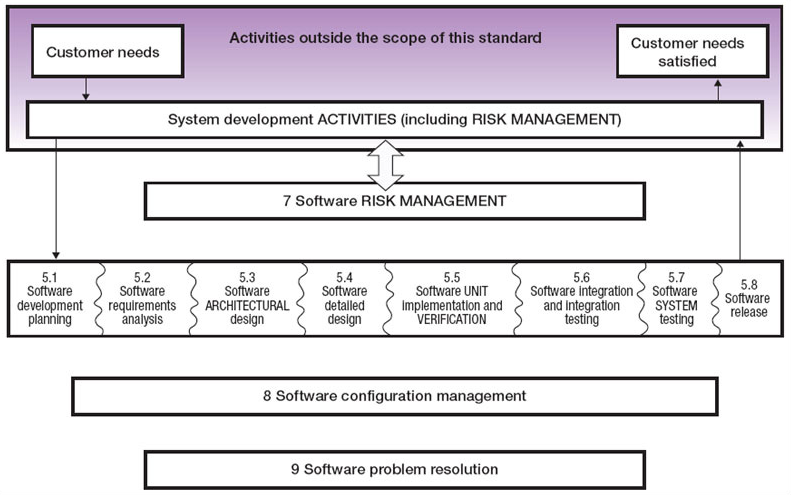 Activities outside the scope of this standard
Customer needs
Customer needs
satisfied
System development ACTIVITIES (including RISK MANAGEMENT)
7 Software RISK MANAGEMENT
5.1
Software
development
planning
5.2
Software
requirements
analysis
5.3
Software
ARCHITECTURAL
design
5.4
Software
detailed
design
5.5
Software UNIT
implementation and
VERIFICATION
5.6
Software integration
and integration
testing
5.7
Software
SYSTEM
testing
5.8
Software
release
8 Software configuration management
9 Software problem resolution